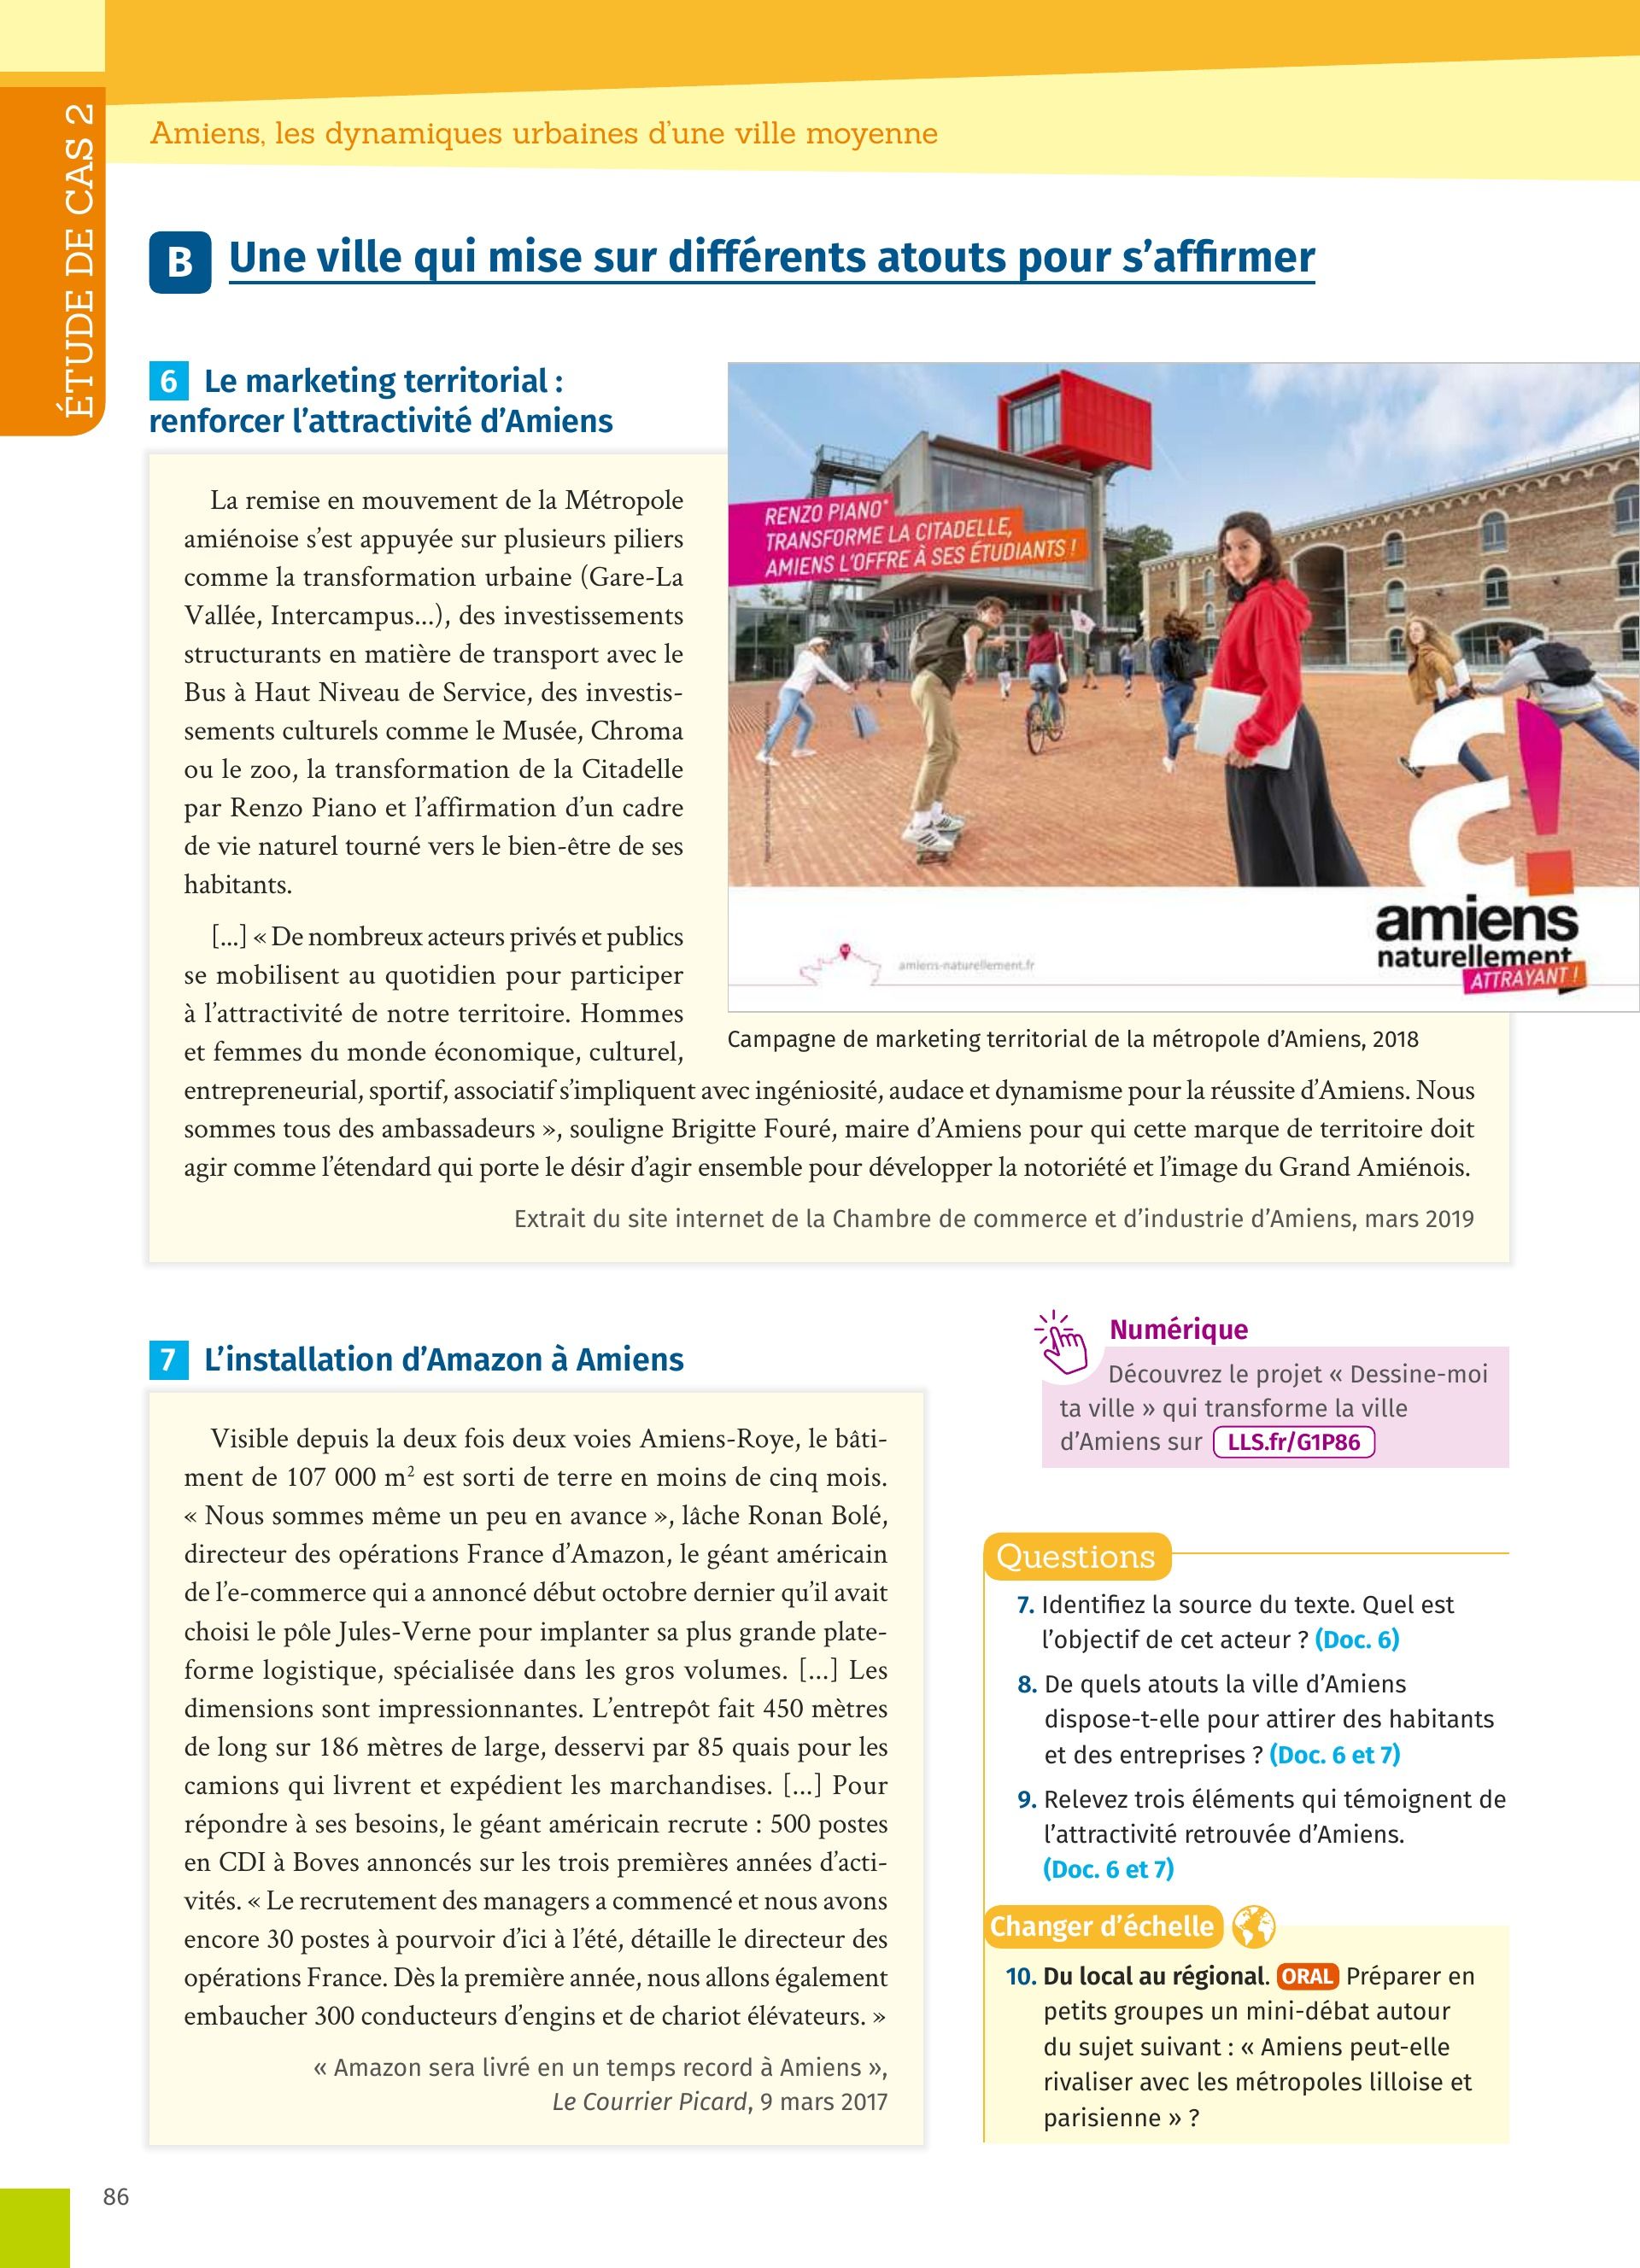 ÉTUDE DE CAS 2
Amiens, les dynamiques urbaines d’une ville moyenne
B Une ville qui mise sur différents atouts pour s’affirmer
6 Le marketing territorial :
renforcer l’attractivité d’Amiens
La remise en mouvement de la Métropole
amiénoise s’est appuyée sur plusieurs piliers
comme la transformation urbaine (Gare-La
Vallée, Intercampus...), des investissements
structurants en matière de transport avec le
Bus à Haut Niveau de Service, des investis-
sements culturels comme le Musée, Chroma
ou le zoo, la transformation de la Citadelle
par Renzo Piano et l’affirmation d’un cadre
de vie naturel tourné vers le bien-être de ses
habitants.
[...] « De nombreux acteurs privés et publics
se mobilisent au quotidien pour participer
à l’attractivité de notre territoire. Hommes
et femmes du monde économique, culturel,
entrepreneurial, sportif, associatif s’impliquent avec ingéniosité, audace et dynamisme pour la réussite d’Amiens. Nous
sommes tous des ambassadeurs », souligne Brigitte Fouré, maire d’Amiens pour qui cette marque de territoire doit
agir comme l’étendard qui porte le désir d’agir ensemble pour développer la notoriété et l’image du Grand Amiénois.
Extrait du site internet de la Chambre de commerce et d’industrie d’Amiens, mars 2019
RENZO PIANO*
TRANSFORME LA CITADELLE,
AMIENS L’OFFRE À SES ÉTUDIANTS !
a!
amiens
naturellement
ATTRAYANT !
amiens-naturellement.fr
Campagne de marketing territorial de la métropole d’Amiens, 2018
7 L’installation d’Amazon à Amiens
Visible depuis la deux fois deux voies Amiens-Roye, le bâti-
ment de 107 000 m² est sorti de terre en moins de cinq mois.
« Nous sommes même un peu en avance », lâche Ronan Bolé,
directeur des opérations France d’Amazon, le géant américain
de l’e-commerce qui a annoncé début octobre dernier qu’il avait
choisi le pôle Jules-Verne pour implanter sa plus grande plate-
forme logistique, spécialisée dans les gros volumes. [...] Les
dimensions sont impressionnantes. L’entrepôt fait 450 mètres
de long sur 186 mètres de large, desservi par 85 quais pour les
camions qui livrent et expédient les marchandises. [...] Pour
répondre à ses besoins, le géant américain recrute : 500 postes
en CDI à Boves annoncés sur les trois premières années d’acti-
vités. « Le recrutement des managers a commencé et nous avons
encore 30 postes à pourvoir d’ici à l’été, détaille le directeur des
opérations France. Dès la première année, nous allons également
embaucher 300 conducteurs d’engins et de chariot élévateurs. »
« Amazon sera livré en un temps record à Amiens »,
Le Courrier Picard, 9 mars 2017
Numérique
Découvrez le projet « Dessine-moi
ta ville » qui transforme la ville
d’Amiens sur LLS.fr/G1P86
Questions
7. Identifiez la source du texte. Quel est
l’objectif de cet acteur ? (Doc. 6)
8. De quels atouts la ville d’Amiens
dispose-t-elle pour attirer des habitants
et des entreprises ? (Doc. 6 et 7)
9. Relevez trois éléments qui témoignent de
l’attractivité retrouvée d’Amiens.
(Doc. 6 et 7)
Changer d’échelle
10. Du local au régional. ORAL Préparer en
petits groupes un mini-débat autour
du sujet suivant : « Amiens peut-elle
rivaliser avec les métropoles lilloise et
parisienne » ?
86